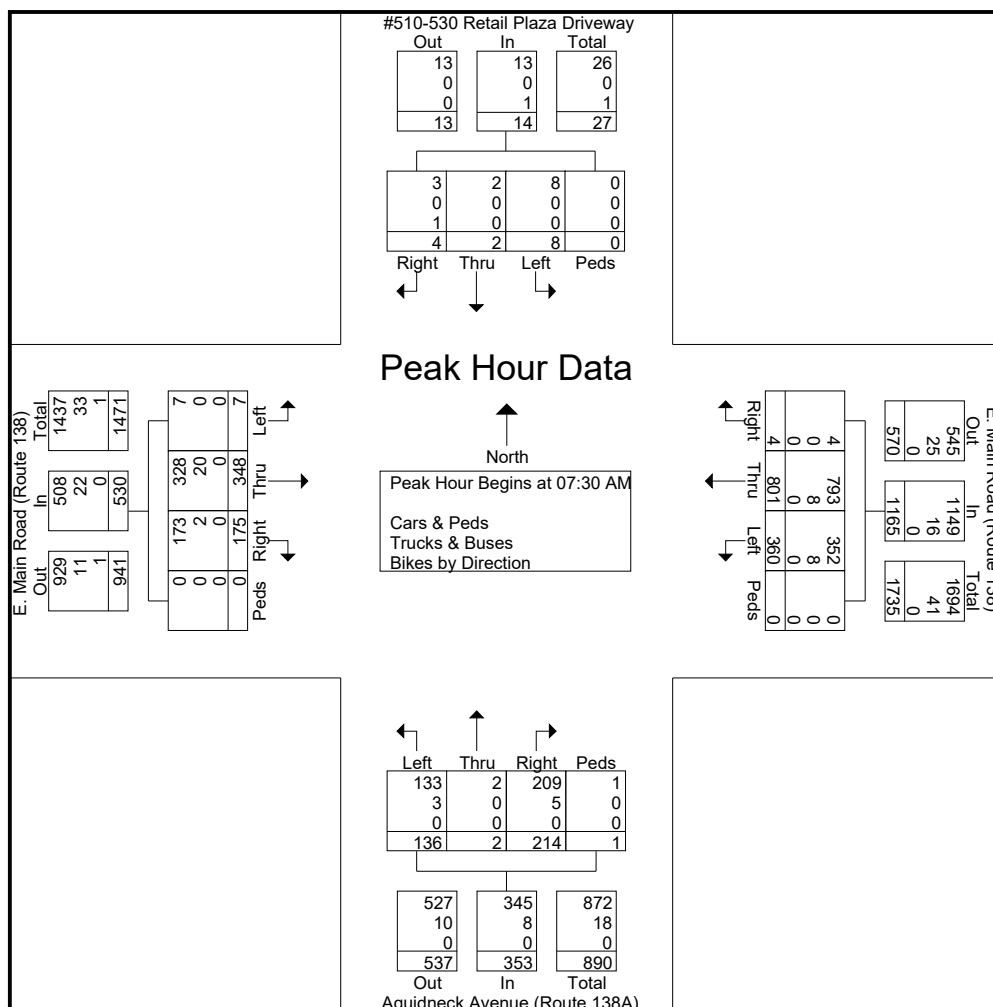 #510-530 Retail Plaza Driveway
Out In Total
13 13 26
0 0 0
0 1 1
13 14 27
3 2 8 0
0 0 0 0
1 0 0 0
4 2 8 0
Right Thru Left Peds
Peak Hour Data
North
Peak Hour Begins at 07:30 AM
Cars & Peds
Trucks & Buses
Bikes by Direction
E. Main Road (Route 138)
Out In Total
929 508 1437
11 22 33
1 0 1
941 530 1471
Left Thru Right Peds
7 328 173 0
0 20 2 0
0 0 0 0
7 348 175 0
E. Main Road (Route 138)
Out In Total
545 1149 1694
25 16 41
0 0 0
570 1165 1735
Right Thru Left Peds
4 793 352 0
0 8 8 0
0 0 0 0
4 801 360 0
Left Thru Right Peds
133 2 209 1
3 0 5 0
0 0 0 0
136 2 214 1
527 345 872
10 8 18
0 0 0
537 353 890
Out In Total
Aquidneck Avenue (Route 138A)